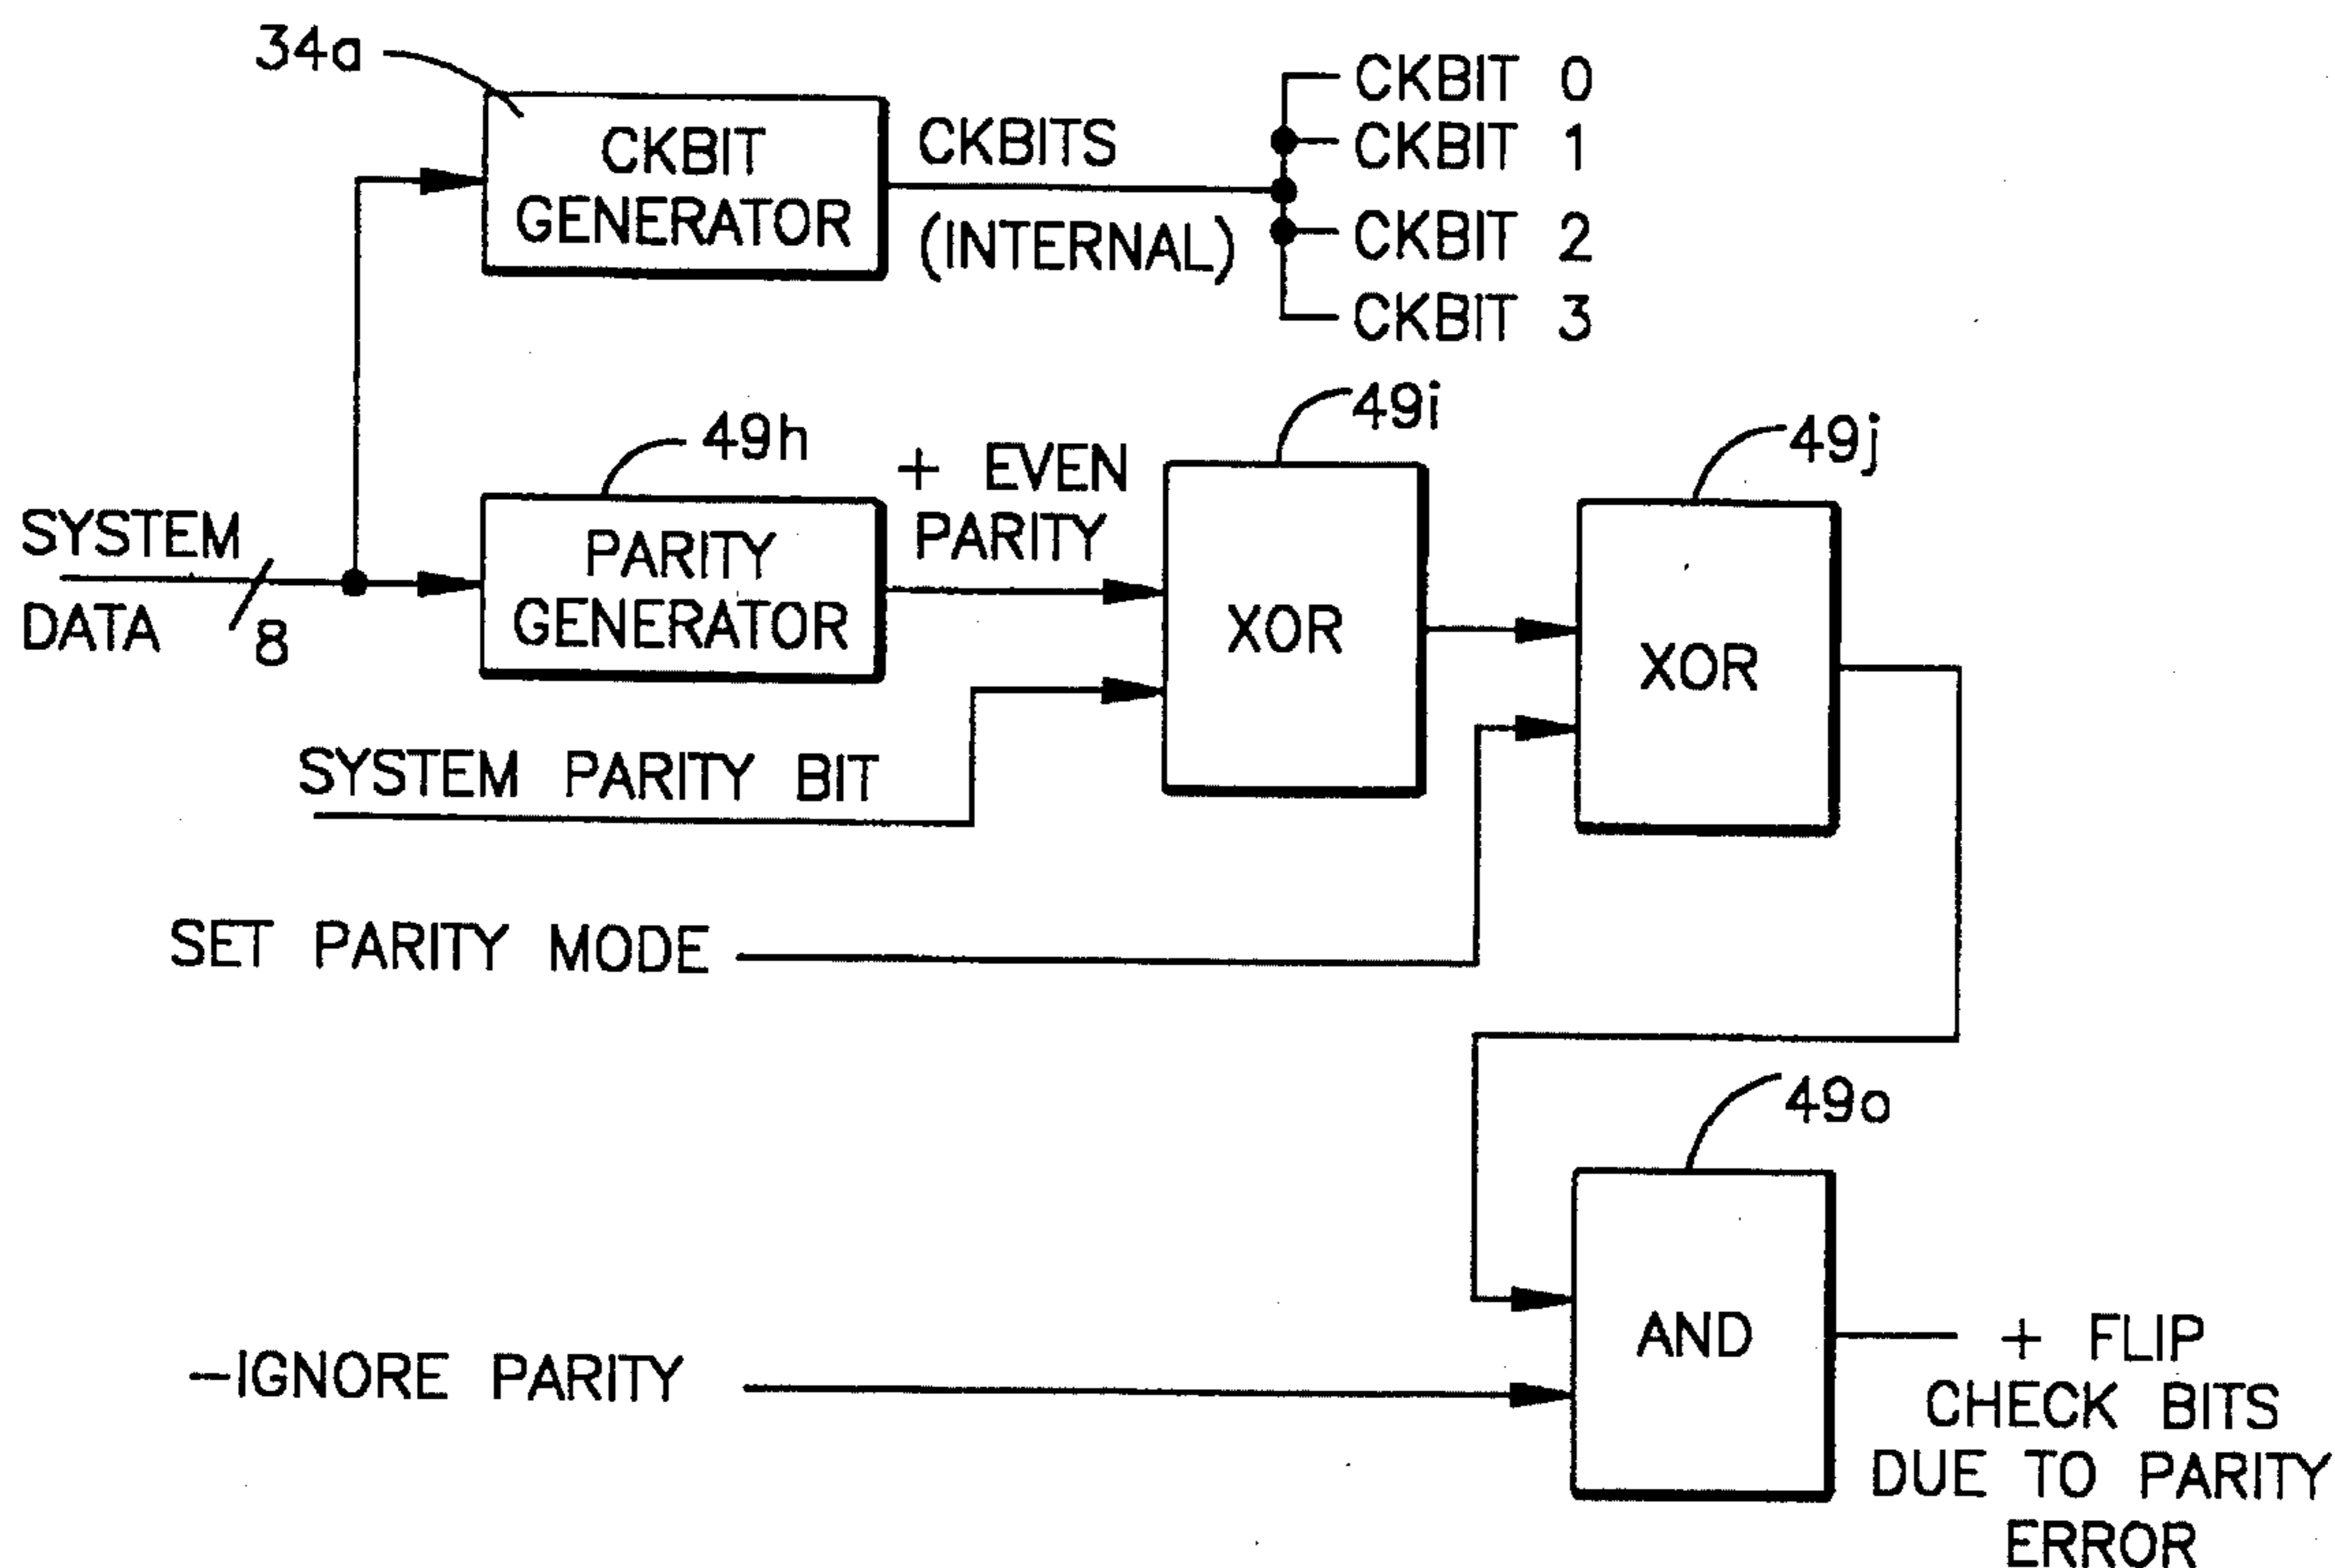 34a
CKBIT
GENERATOR
CKBITS
(INTERNAL)
CKBIT 0
CKBIT 1
CKBIT 2
CKBIT 3
SYSTEM
DATA
8
49h
PARITY
GENERATOR
+ EVEN
PARITY
49i
XOR
49j
XOR
SYSTEM PARITY BIT
SET PARITY MODE
49o
AND
-IGNORE PARITY
+ FLIP
CHECK BITS
DUE TO PARITY
ERROR